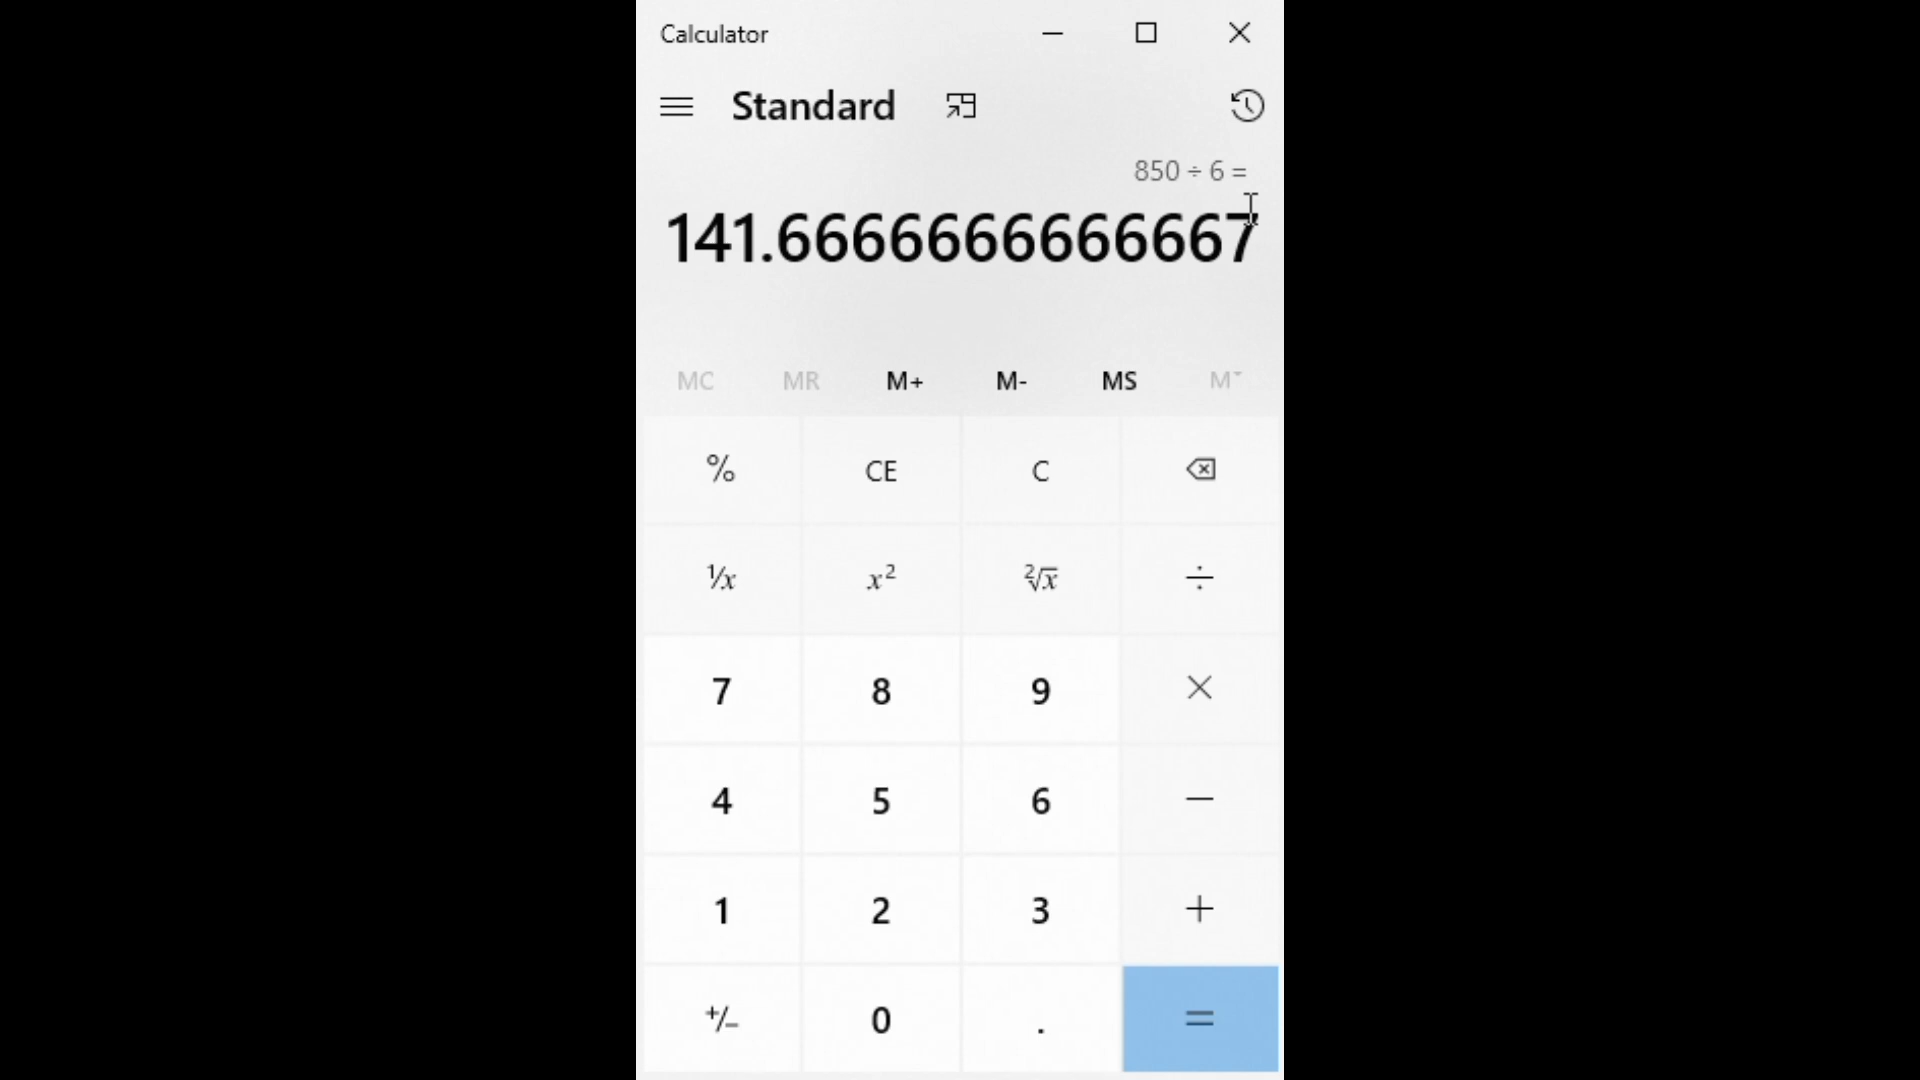 Calculator
Standard
850 ÷ 6 =
141.6666666666667
MC MR M+ M- MS M˅
% CE C
⅟x x² ²√x ÷
7 8 9 ×
4 5 6 −
1 2 3 +
+/− 0 . =